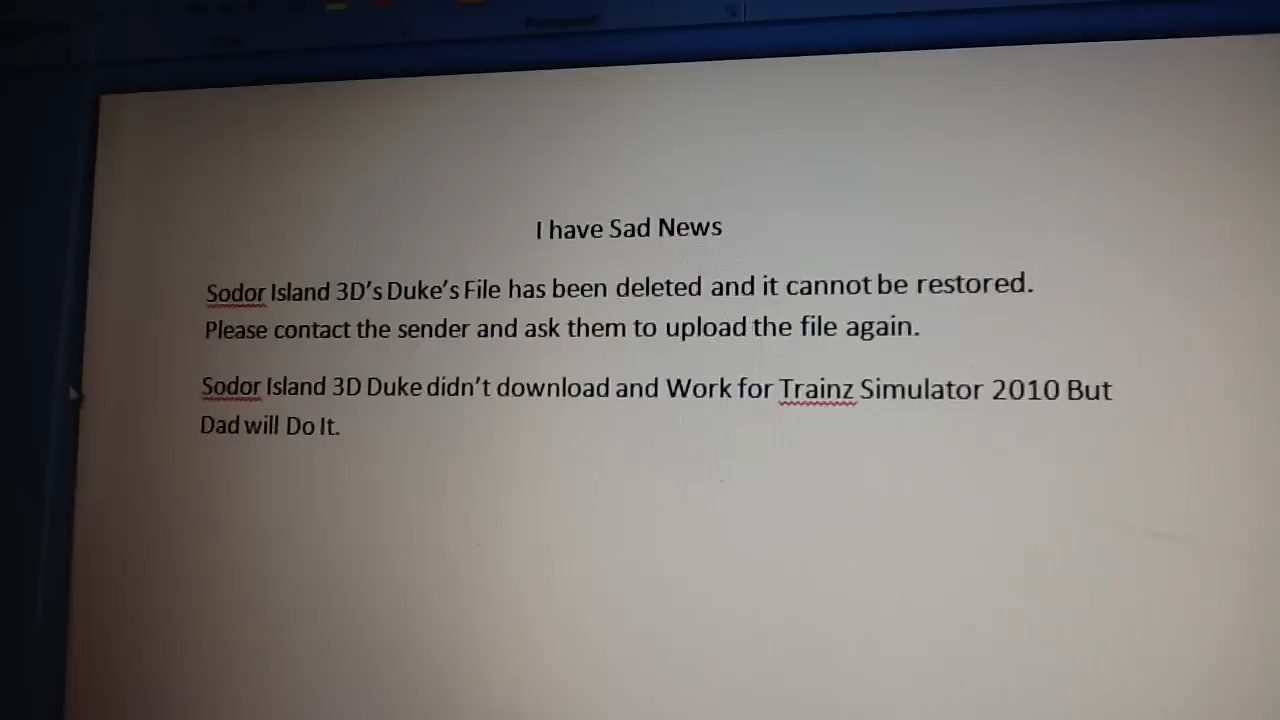 I have Sad News
Sodor Island 3D's Duke's File has been deleted and it cannot be restored.
Please contact the sender and ask them to upload the file again.
Sodor Island 3D Duke didn't download and Work for Trainz Simulator 2010 But
Dad will Do It.